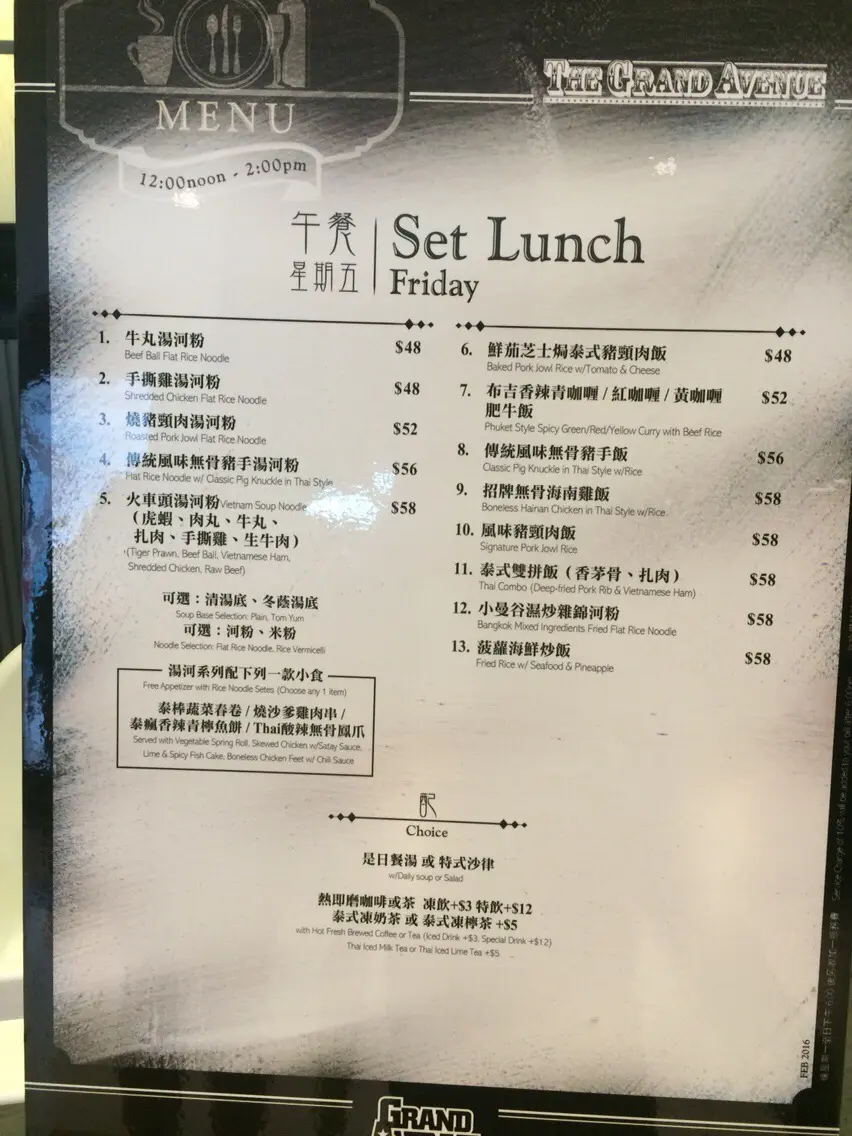 MENU
THE GRAND AVENUE
12:00noon - 2:00pm
午餐
星期五
Set Lunch
Friday
1. 牛丸湯河粉 $48
Beef Ball Flat Rice Noodle
2. 手撕雞湯河粉 $48
Shredded Chicken Flat Rice Noodle
3. 燒豬頸肉湯河粉 $52
Roasted Pork Jowl Flat Rice Noodle
4. 傳統風味無骨豬手湯河粉 $56
Flat Rice Noodle w/ Classic Pig Knuckle in Thai Style
5. 火車頭湯河粉 Vietnam Soup Noodle $58
(虎蝦、肉丸、牛丸、
扎肉、手撕雞、生牛肉)
(Tiger Prawn, Beef Ball, Vietnamese Ham,
Shredded Chicken, Raw Beef)
可選：清湯底、冬蔭湯底
Soup Base Selection: Plain, Tom Yum
可選：河粉、米粉
Noodle Selection: Flat Rice Noodle, Rice Vermicelli
湯河系列配下列一款小食
Free Appetizer with Rice Noodle Setes (Choose any 1 item)
泰棒蔬菜春卷 / 燒沙爹雞肉串 /
泰瘋香辣青檸魚餅 / Thai酸辣無骨鳳爪
Served with Vegetable Spring Roll, Skewed Chicken w/Satay Sauce,
Lime & Spicy Fish Cake, Boneless Chicken Feet w/ Chili Sauce
6. 鮮茄芝士焗泰式豬頸肉飯 $48
Baked Pork Jowl Rice w/Tomato & Cheese
7. 布吉香辣青咖喱 / 紅咖喱 / 黃咖喱 $52
肥牛飯
Phuket Style Spicy Green/Red/Yellow Curry with Beef Rice
8. 傳統風味無骨豬手飯 $56
Classic Pig Knuckle in Thai Style w/Rice
9. 招牌無骨海南雞飯 $58
Boneless Hainan Chicken in Thai Style w/Rice
10. 風味豬頸肉飯 $58
Signature Pork Jowl Rice
11. 泰式雙拼飯 (香茅骨、扎肉) $58
Thai Combo (Deep-fried Pork Rib & Vietnamese Ham)
12. 小曼谷濕炒雜錦河粉 $58
Bangkok Mixed Ingredients Fried Flat Rice Noodle
13. 菠蘿海鮮炒飯 $58
Fried Rice w/ Seafood & Pineapple
配
Choice
是日餐湯 或 特式沙律
w/Daily soup or Salad
熱即磨咖啡或茶 凍飲+$3 特飲+$12
泰式凍奶茶 或 泰式凍檸茶 +$5
with Hot Fresh Brewed Coffee or Tea (Iced Drink +$3, Special Drink +$12)
Thai Iced Milk Tea or Thai Iced Lime Tea +$5
FEB 2016
GRAND